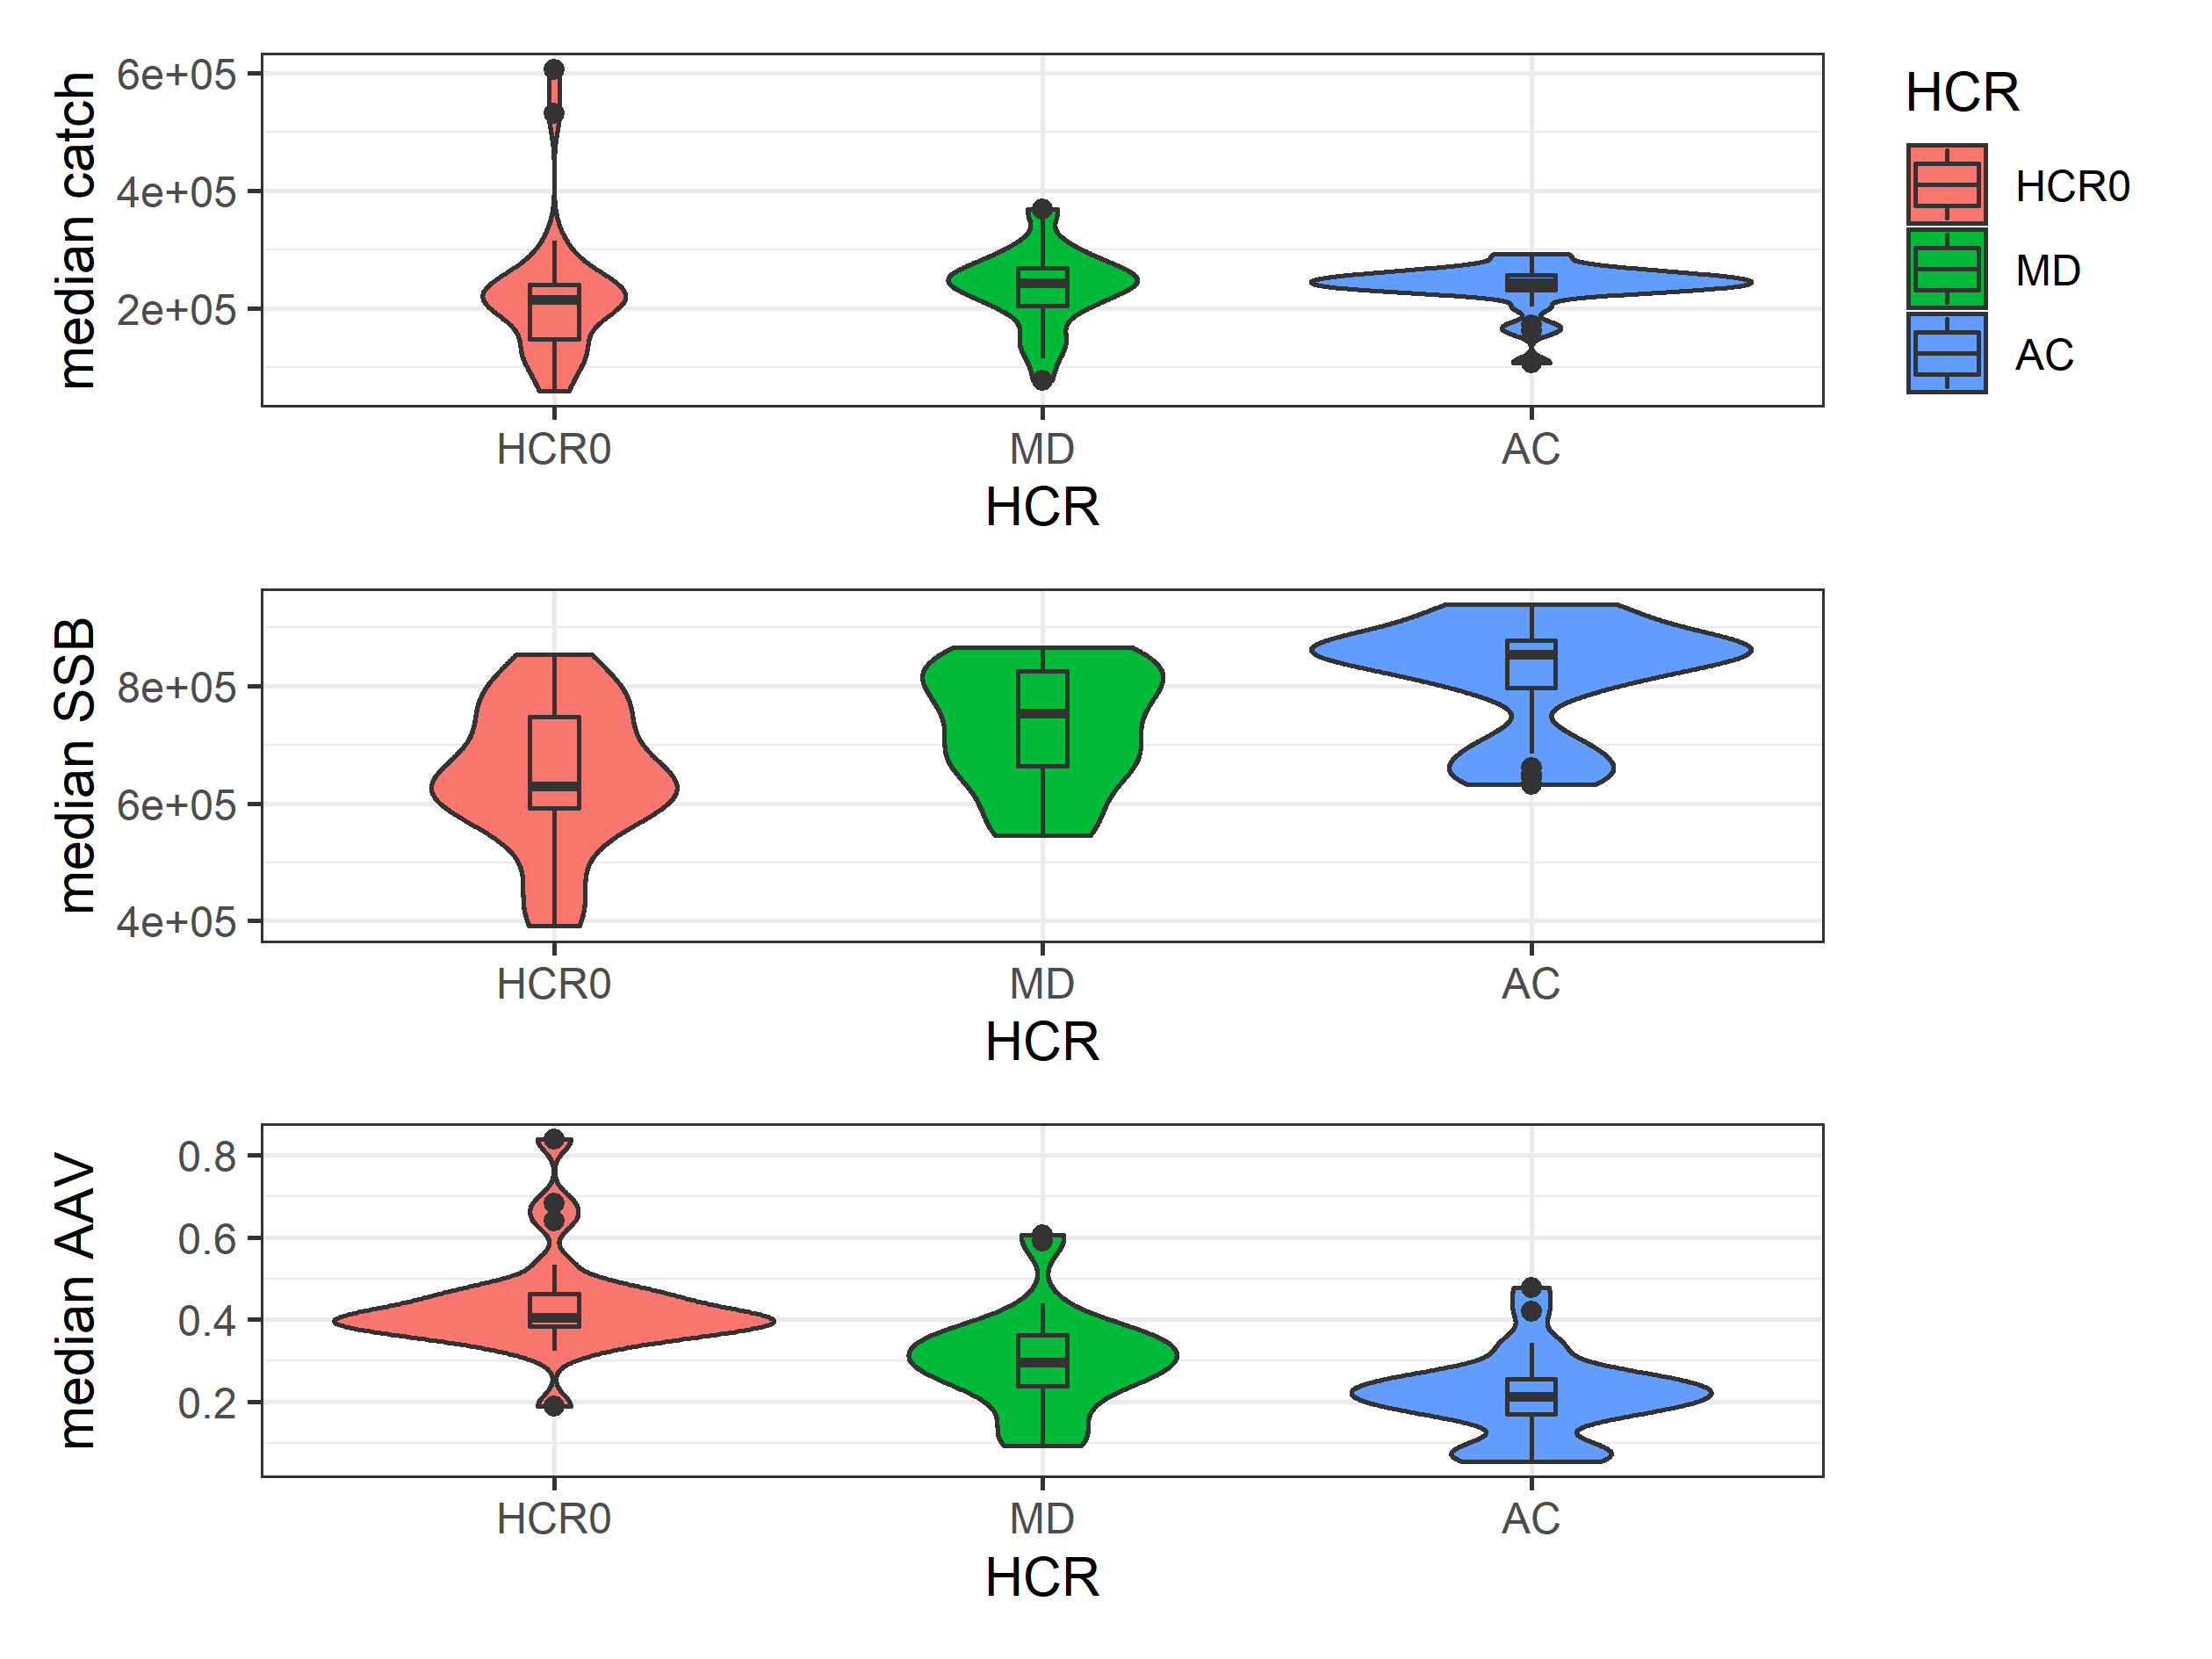 median catch
6e+05
4e+05
2e+05
HCR0 MD AC
HCR
HCR
HCR0
MD
AC
median SSB
8e+05
6e+05
4e+05
HCR0 MD AC
HCR
median AAV
0.8
0.6
0.4
0.2
HCR0 MD AC
HCR